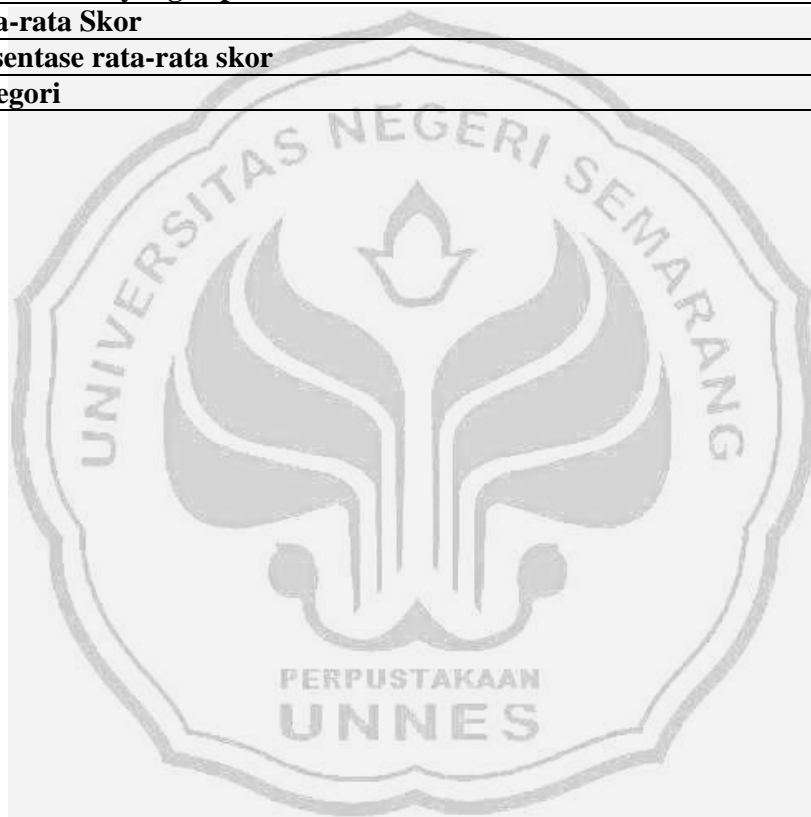 a-rata Skor
sentase rata-rata skor
egori
UNIVERSITAS NEGERI SEMARANG
PERPUSTAKAAN
UNNES